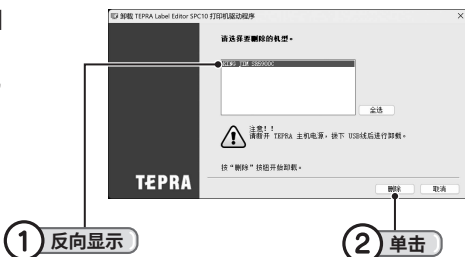 卸载 TEPRA Label Editor SPC10 打印机驱动程序
请选择要删除的机型。
KING JIM SR5900C
全选
注意!!
请断开 TEPRA 主机电源，拔下 USB线后进行卸载。
按“删除”按钮开始卸载。
TEPRA
删除 取消
1 反向显示
2 单击